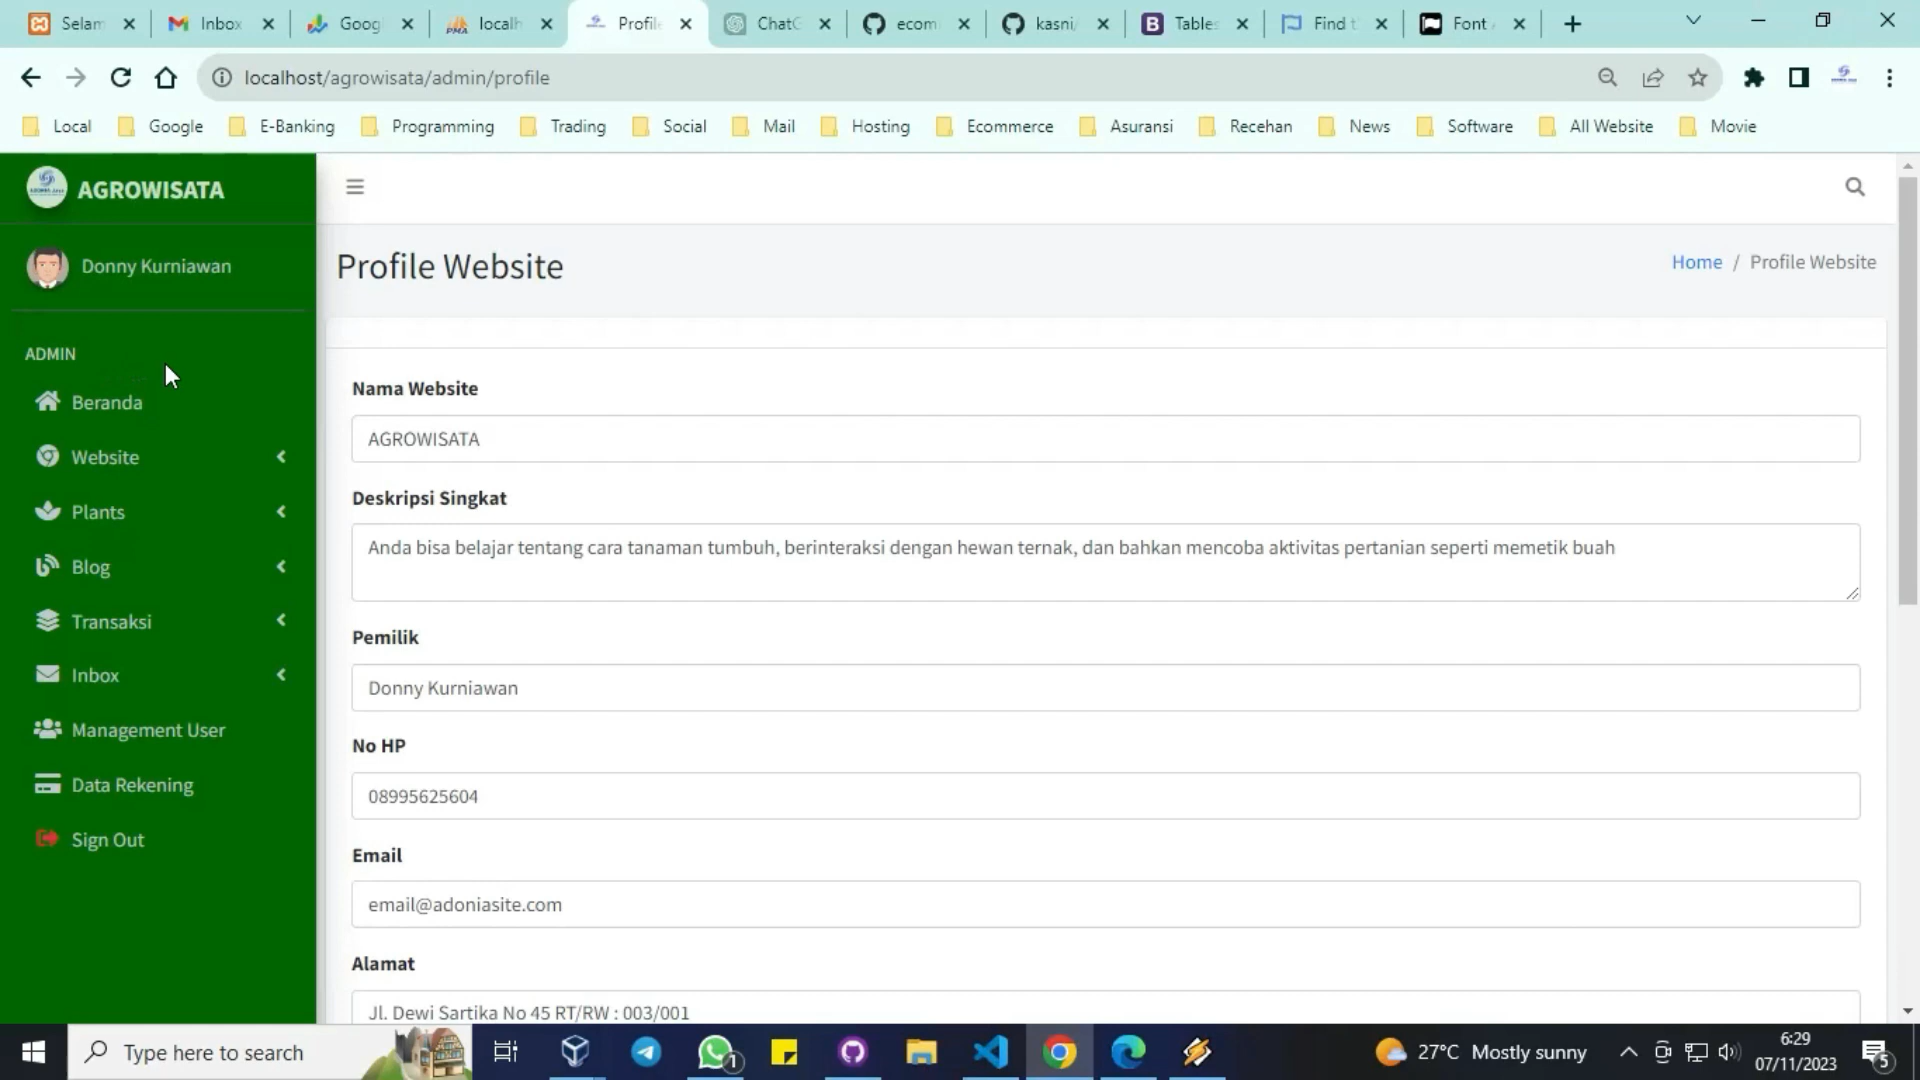 Selam
Inbox
Goog
localh
Profile
ChatG
ecom
kasni
Tables
Find t
Font
localhost/agrowisata/admin/profile
Local
Google
E-Banking
Programming
Trading
Social
Mail
Hosting
Ecommerce
Asuransi
Recehan
News
Software
All Website
Movie
AGROWISATA
Donny Kurniawan
ADMIN
Beranda
Website
Plants
Blog
Transaksi
Inbox
Management User
Data Rekening
Sign Out
Profile Website
Home / Profile Website
Nama Website
AGROWISATA
Deskripsi Singkat
Anda bisa belajar tentang cara tanaman tumbuh, berinteraksi dengan hewan ternak, dan bahkan mencoba aktivitas pertanian seperti memetik buah
Pemilik
Donny Kurniawan
No HP
08995625604
Email
email@adoniasite.com
Alamat
Jl. Dewi Sartika No 45 RT/RW : 003/001
Type here to search
1
27°C Mostly sunny
6:29
07/11/2023
5